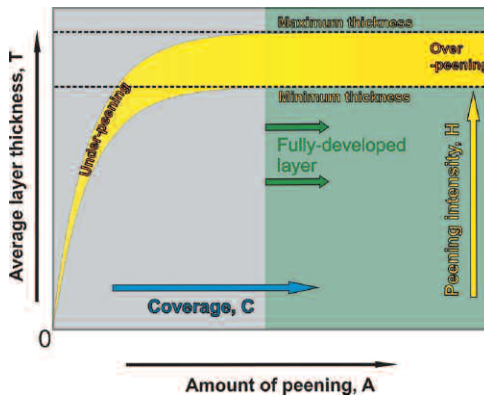 Maximum thickness
Over
-peening
Minimum thickness
Under-peening
Fully-developed
layer
Coverage, C
Peening intensity, H
Average layer thickness, T
0
Amount of peening, A